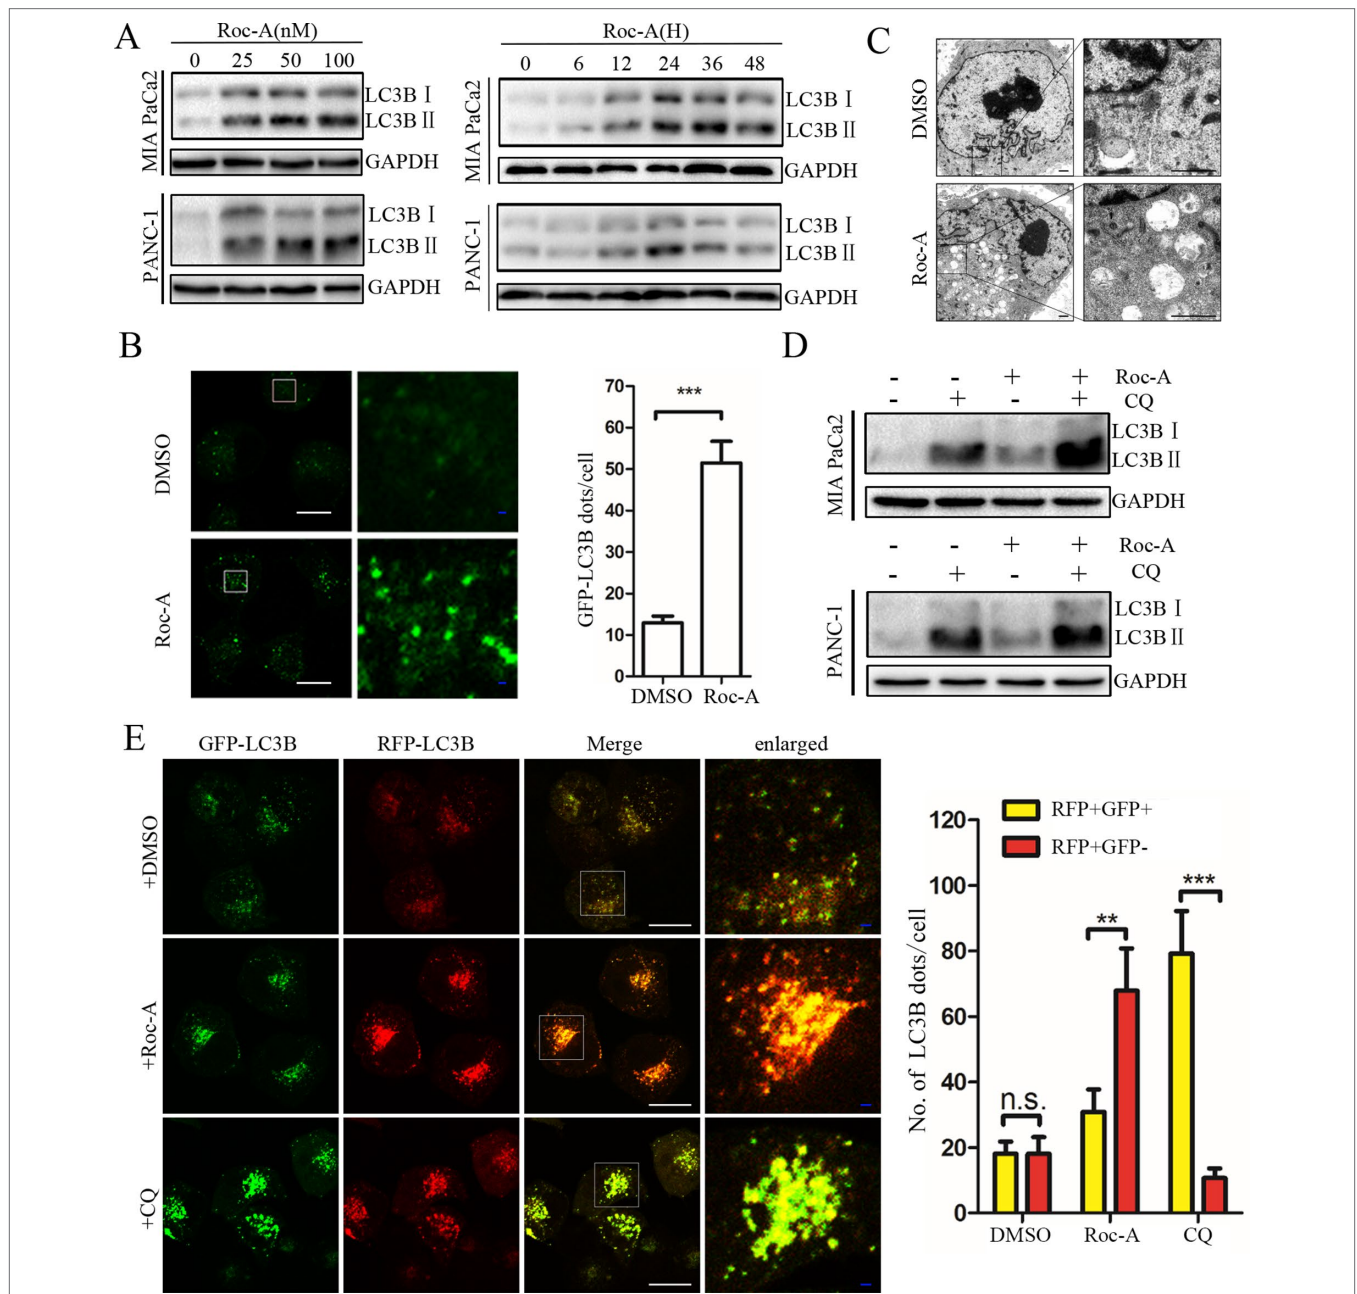 A
Roc-A(nM)
0 25 50 100
MIA PaCa2
LC3B Ⅰ
LC3B Ⅱ
GAPDH
PANC-1
LC3B Ⅰ
LC3B Ⅱ
GAPDH
Roc-A(H)
0 6 12 24 36 48
MIA PaCa2
LC3B Ⅰ
LC3B Ⅱ
GAPDH
PANC-1
LC3B Ⅰ
LC3B Ⅱ
GAPDH
C
DMSO
Roc-A
B
DMSO
Roc-A
GFP-LC3B dots/cell
70
60
50
40
30
20
10
0
***
DMSO Roc-A
D
- - + + Roc-A
- + - + CQ
MIA PaCa2
LC3B Ⅰ
LC3B Ⅱ
GAPDH
- - + + Roc-A
- + - + CQ
PANC-1
LC3B Ⅰ
LC3B Ⅱ
GAPDH
E
GFP-LC3B RFP-LC3B Merge enlarged
+DMSO
+Roc-A
+CQ
No. of LC3B dots/cell
RFP+GFP+
RFP+GFP-
120
100
80
60
40
20
0
n.s.
**
***
DMSO Roc-A CQ